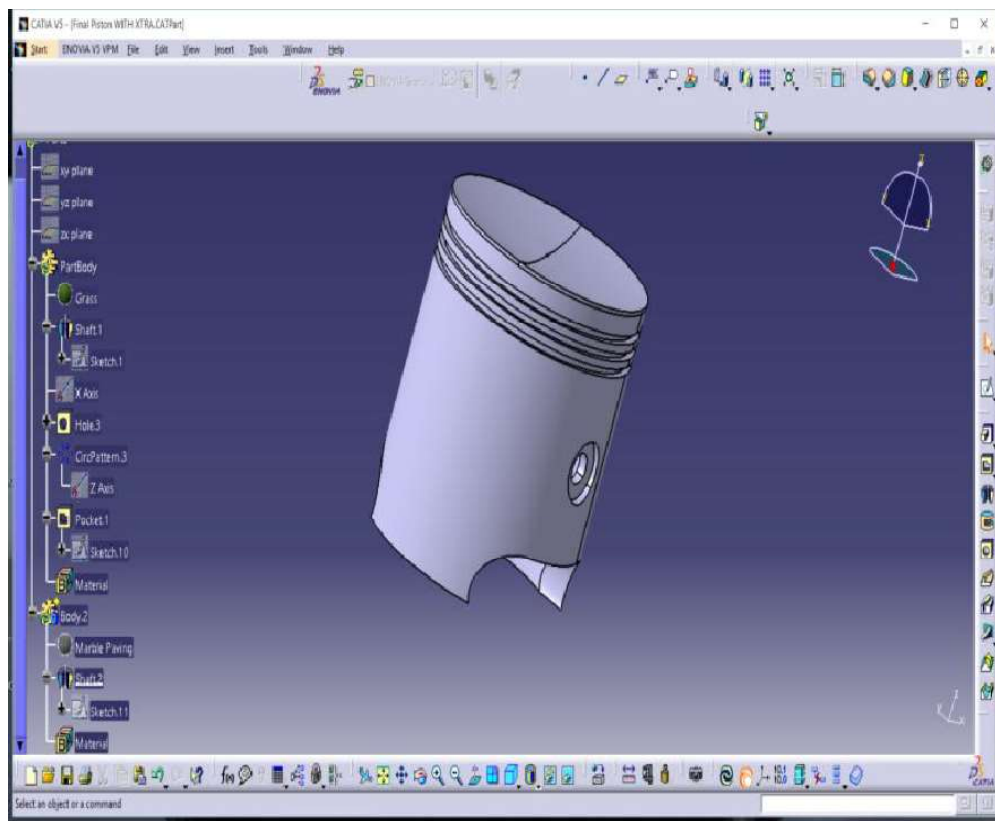 CATIA V5 - [Final Piston WITH XTRA.CATPart]
Start ENOVIA V5 VPM File Edit View Insert Tools Window Help
ENOVIA
xy plane
yz plane
zx plane
PartBody
Grass
Shaft.1
Sketch.1
X Axis
Hole.3
CircPattern.3
Z Axis
Pocket.1
Sketch.10
Material
Body.2
Marble Paving
Shaft.2
Sketch.11
Material
f(x)
CATIA
Select an object or a command